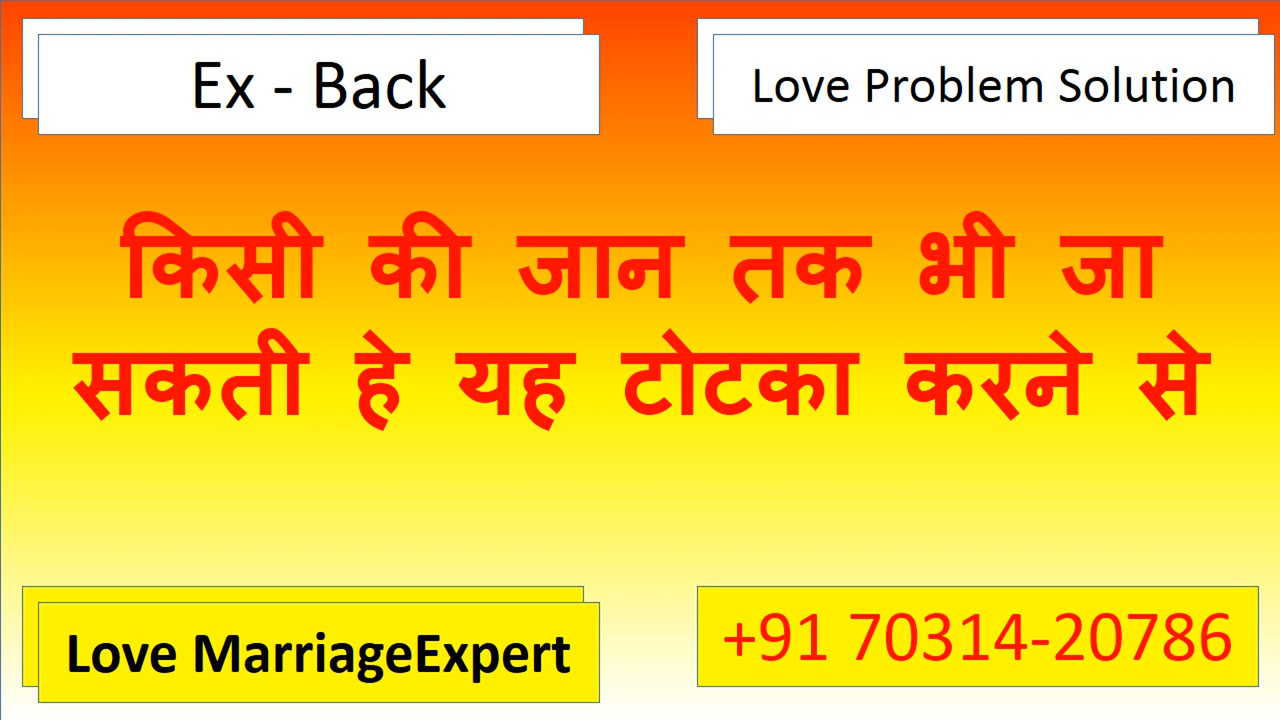 Ex - Back
Love Problem Solution
किसी की जान तक भी जा
सकती हे यह टोटका करने से
Love MarriageExpert
+91 70314-20786